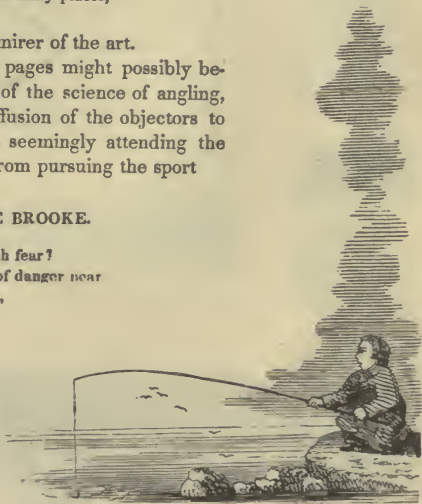 mirer of the art.
pages might possibly be-
of the science of angling,
fusion of the objectors to
seemingly attending the
rom pursuing the sport
E BROOKE.
h fear?
of danger near